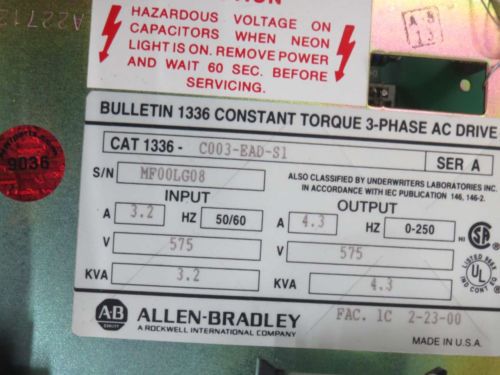 HAZARDOUS VOLTAGE ON
CAPACITORS WHEN NEON
LIGHT IS ON. REMOVE POWER
AND WAIT 60 SEC. BEFORE
SERVICING.
A.B
13
9036
BULLETIN 1336 CONSTANT TORQUE 3-PHASE AC DRIVE
CAT 1336 - C003-EAD-S1 SER A
S/N MF00LG08
ALSO CLASSIFIED BY UNDERWRITERS LABORATORIES INC.
IN ACCORDANCE WITH IEC PUBLICATION 146, 146-2.
INPUT
A 3.2 HZ 50/60
V 575
KVA 3.2
OUTPUT
A 4.3 HZ 0-250
V 575
KVA 4.3
UL
A-B
ALLEN-BRADLEY
A ROCKWELL INTERNATIONAL COMPANY
FAC. 1C 2-23-00
MADE IN U.S.A.